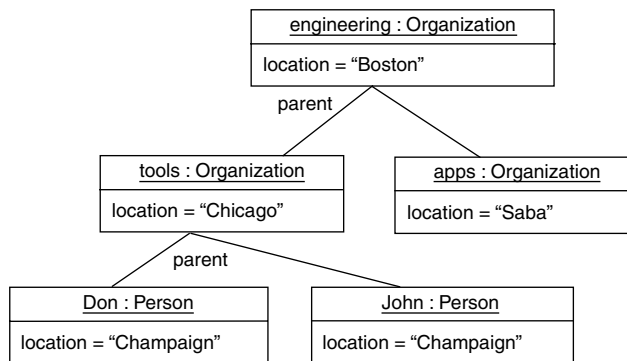 engineering : Organization
location = “Boston”
parent
tools : Organization
location = “Chicago”
apps : Organization
location = “Saba”
parent
Don : Person
location = “Champaign”
John : Person
location = “Champaign”